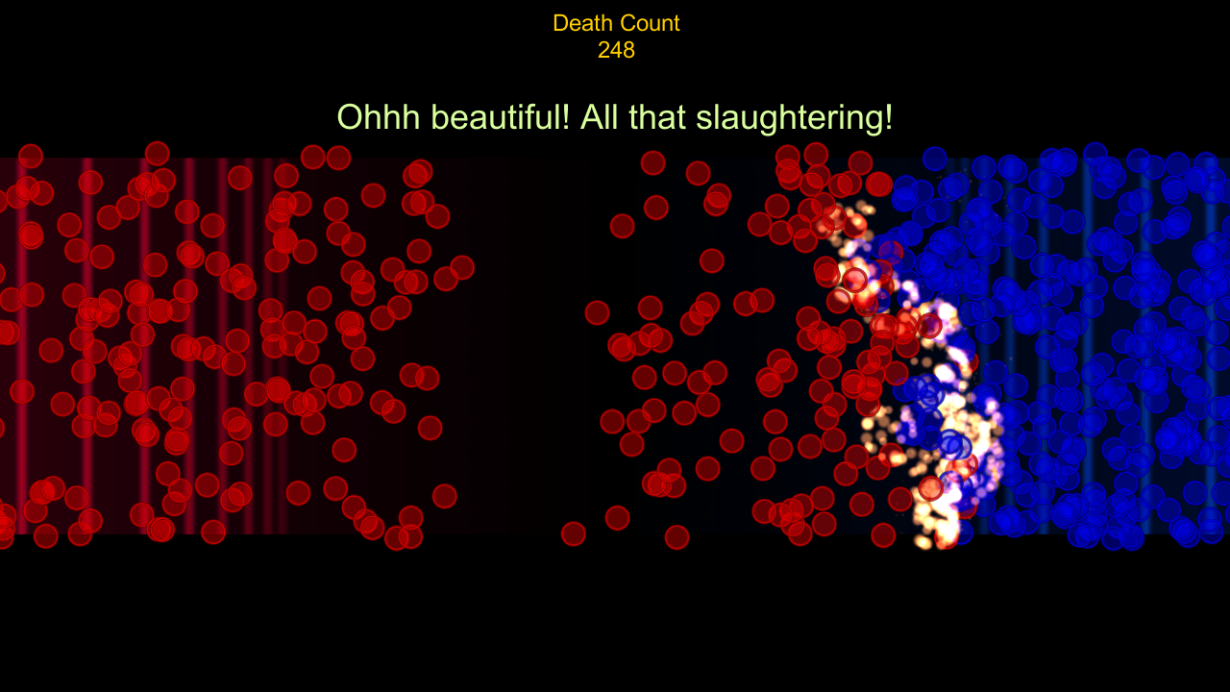 Death Count
248
Ohhh beautiful! All that slaughtering!